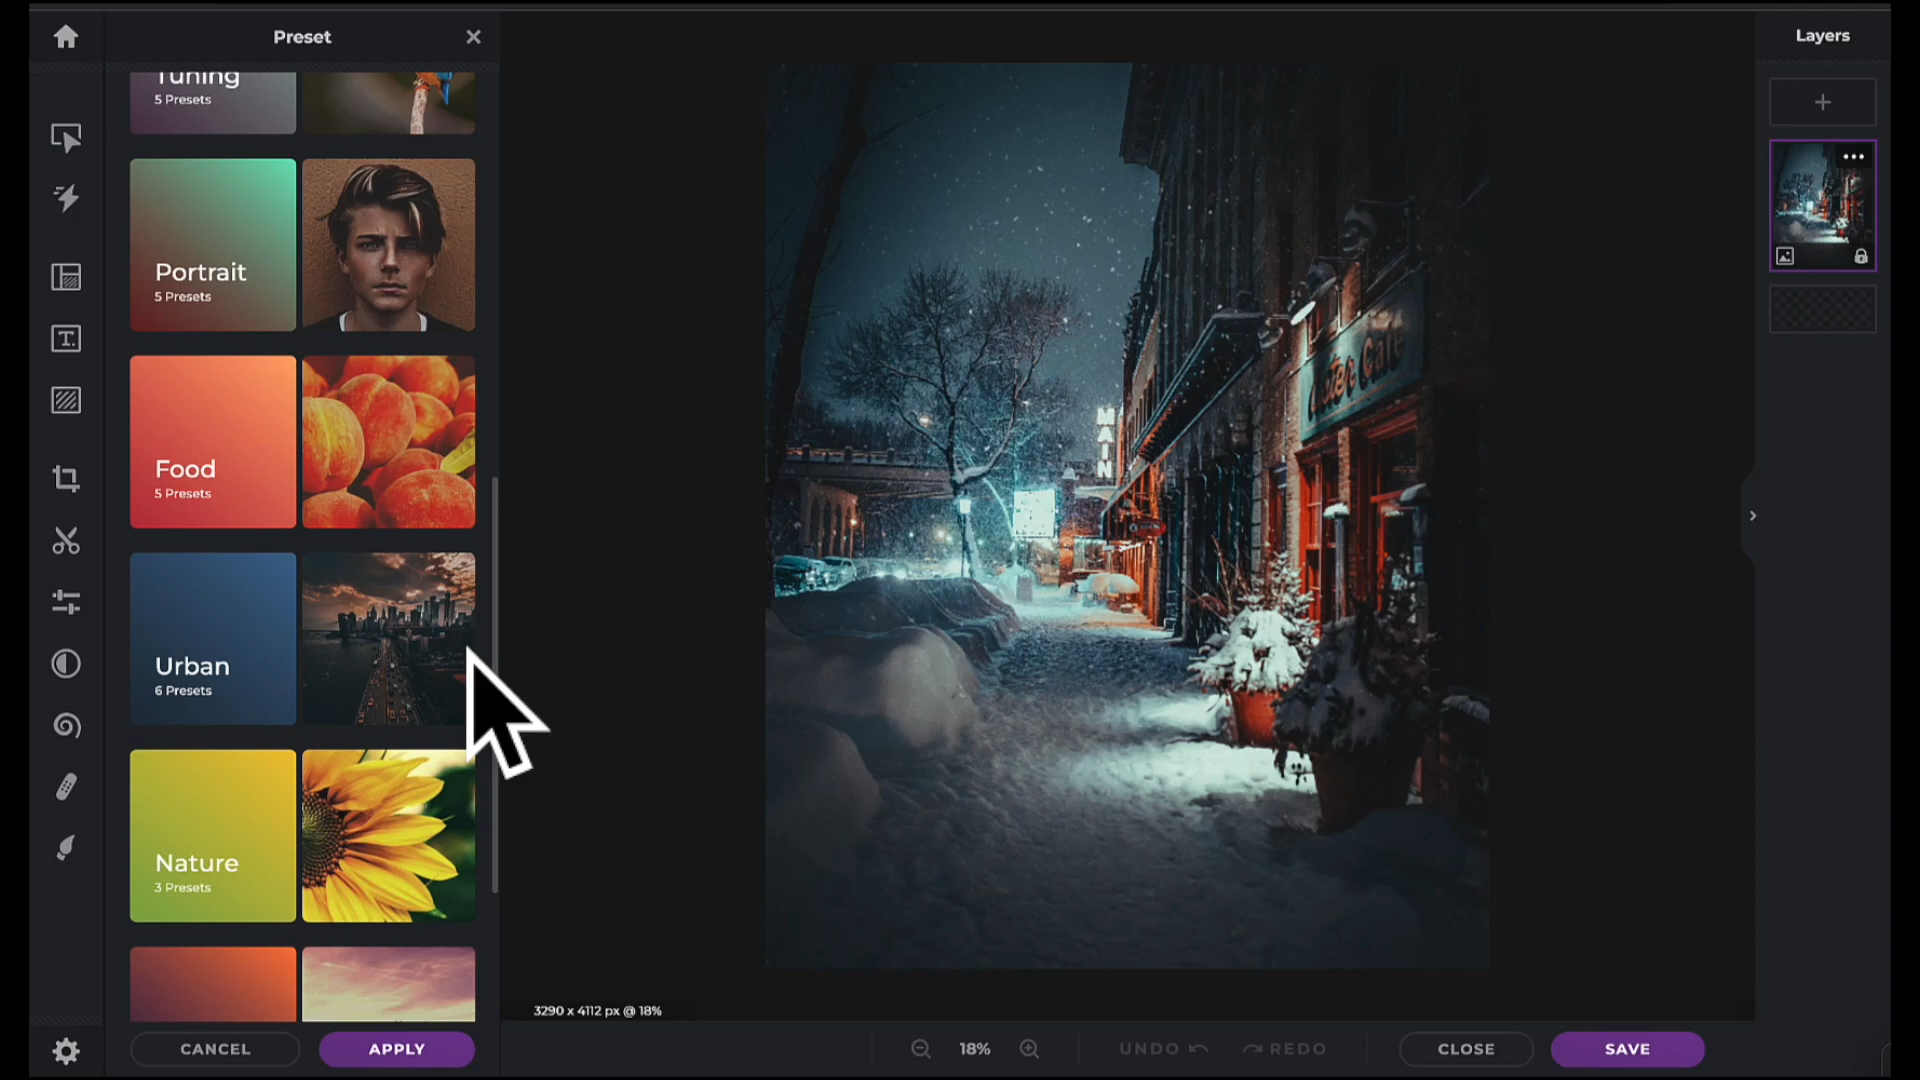 Preset
Layers
Tuning
5 Presets
Portrait
5 Presets
Food
5 Presets
Urban
6 Presets
Nature
3 Presets
MAIN
Cafe
3290 x 4112 px @ 18%
CANCEL
APPLY
18%
UNDO
REDO
CLOSE
SAVE